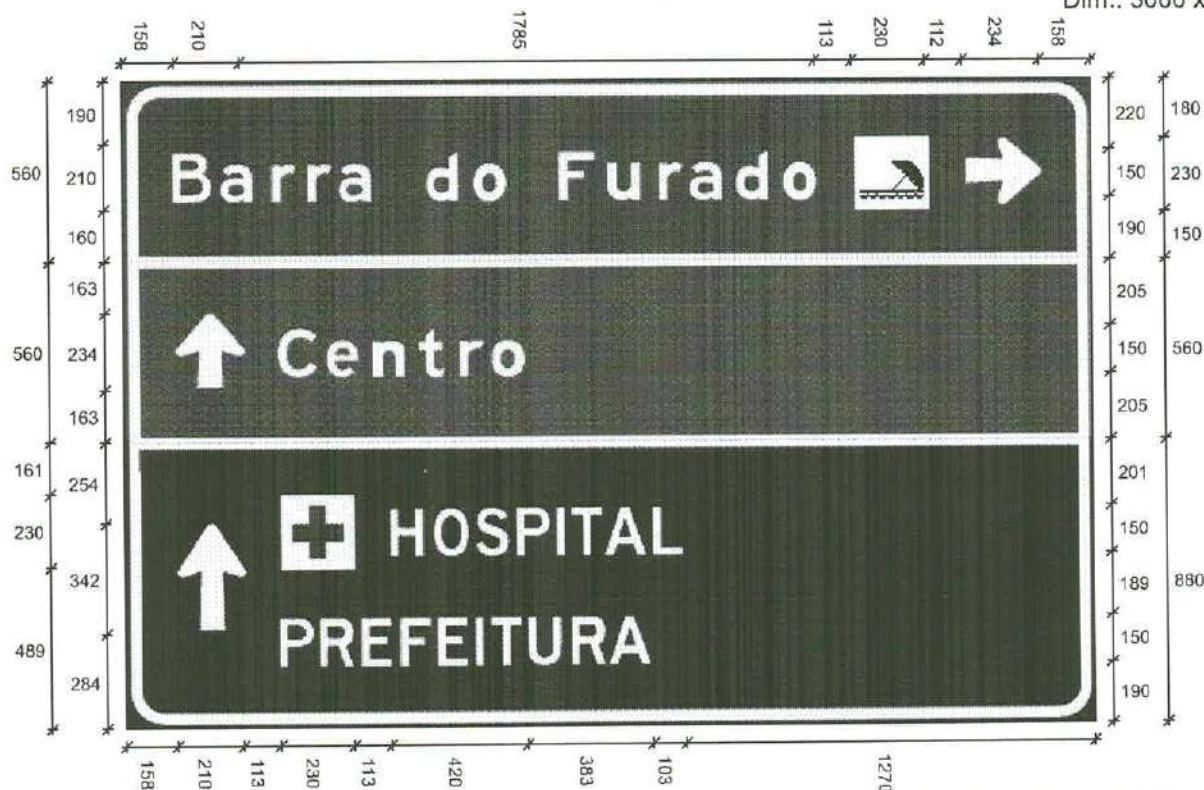 Dim.: 3000 x
158 210 1785 113 230 112 234 158
190 220 180
560 210 150 230
160 190 150
163 205
560 234 150 560
163 205
161 254 201
230 150
342 189 880
489 150
284 190
Barra do Furado
Centro
HOSPITAL
PREFEITURA
158 210 113 230 113 420 383 103 1270